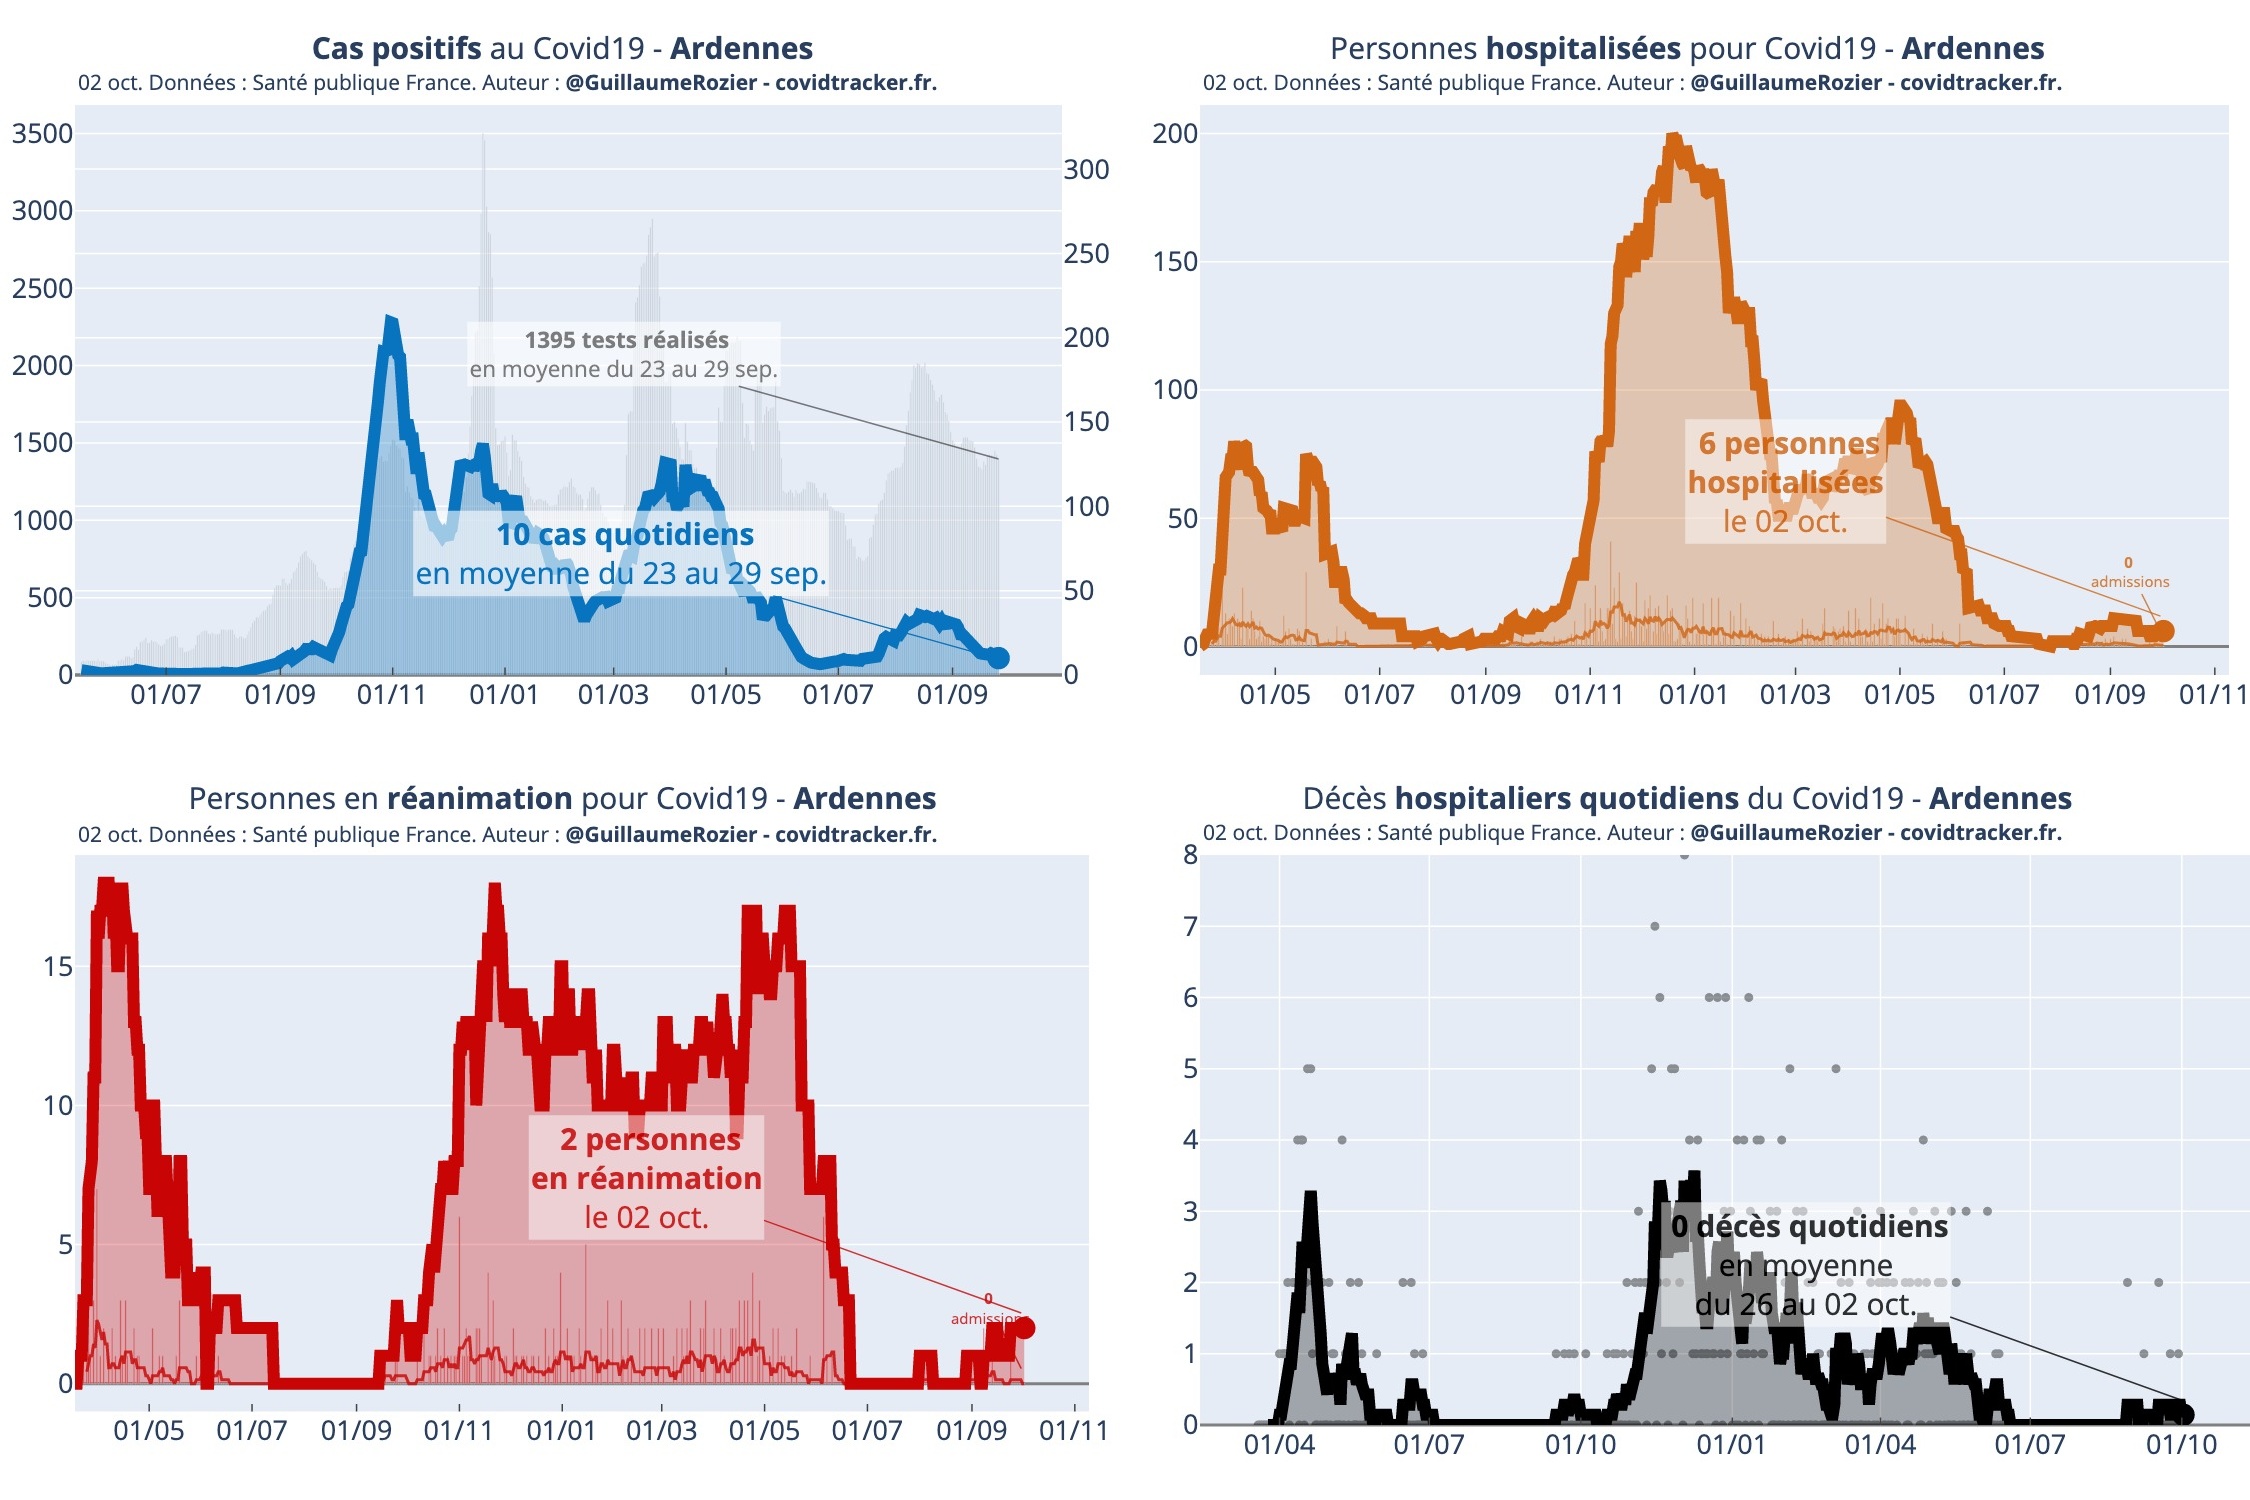 Cas positifs au Covid19 - Ardennes
02 oct. Données : Santé publique France. Auteur : @GuillaumeRozier - covidtracker.fr.
3500
3000
2500
2000
1500
1000
500
0
300
250
200
150
100
50
0
1395 tests réalisés
en moyenne du 23 au 29 sep.
10 cas quotidiens
en moyenne du 23 au 29 sep.
01/07 01/09 01/11 01/01 01/03 01/05 01/07 01/09
Personnes hospitalisées pour Covid19 - Ardennes
02 oct. Données : Santé publique France. Auteur : @GuillaumeRozier - covidtracker.fr.
200
150
100
50
0
6 personnes
hospitalisées
le 02 oct.
0
admissions
01/05 01/07 01/09 01/11 01/01 01/03 01/05 01/07 01/09 01/11
Personnes en réanimation pour Covid19 - Ardennes
02 oct. Données : Santé publique France. Auteur : @GuillaumeRozier - covidtracker.fr.
15
10
5
0
2 personnes
en réanimation
le 02 oct.
0
admissions
01/05 01/07 01/09 01/11 01/01 01/03 01/05 01/07 01/09 01/11
Décès hospitaliers quotidiens du Covid19 - Ardennes
02 oct. Données : Santé publique France. Auteur : @GuillaumeRozier - covidtracker.fr.
8
7
6
5
4
3
2
1
0
0 décès quotidiens
en moyenne
du 26 au 02 oct.
01/04 01/07 01/10 01/01 01/04 01/07 01/10